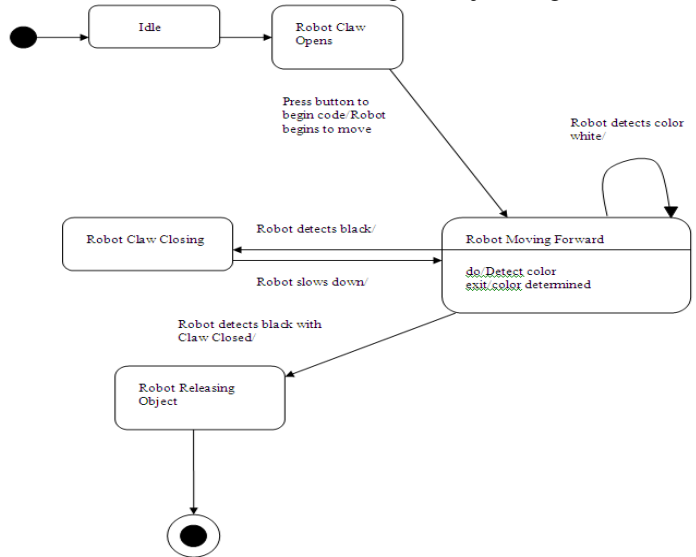 Idle
Robot Claw
Opens
Press button to
begin code/Robot
begins to move
Robot detects color
white/
Robot Claw Closing
Robot detects black/
Robot Moving Forward
Robot slows down/
do/Detect color
exit/color determined
Robot detects black with
Claw Closed/
Robot Releasing
Object